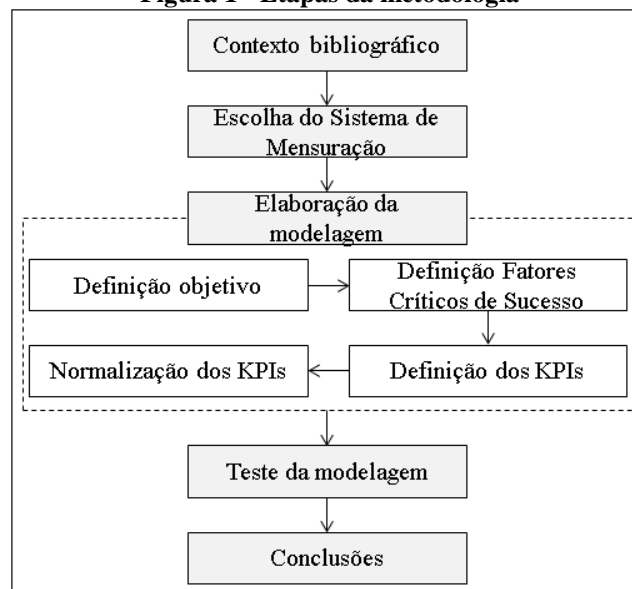 Figura 1 - Etapas da metodologia
Contexto bibliográfico
Escolha do Sistema de
Mensuração
Elaboração da
modelagem
Definição objetivo
Definição Fatores
Críticos de Sucesso
Normalização dos KPIs
Definição dos KPIs
Teste da modelagem
Conclusões